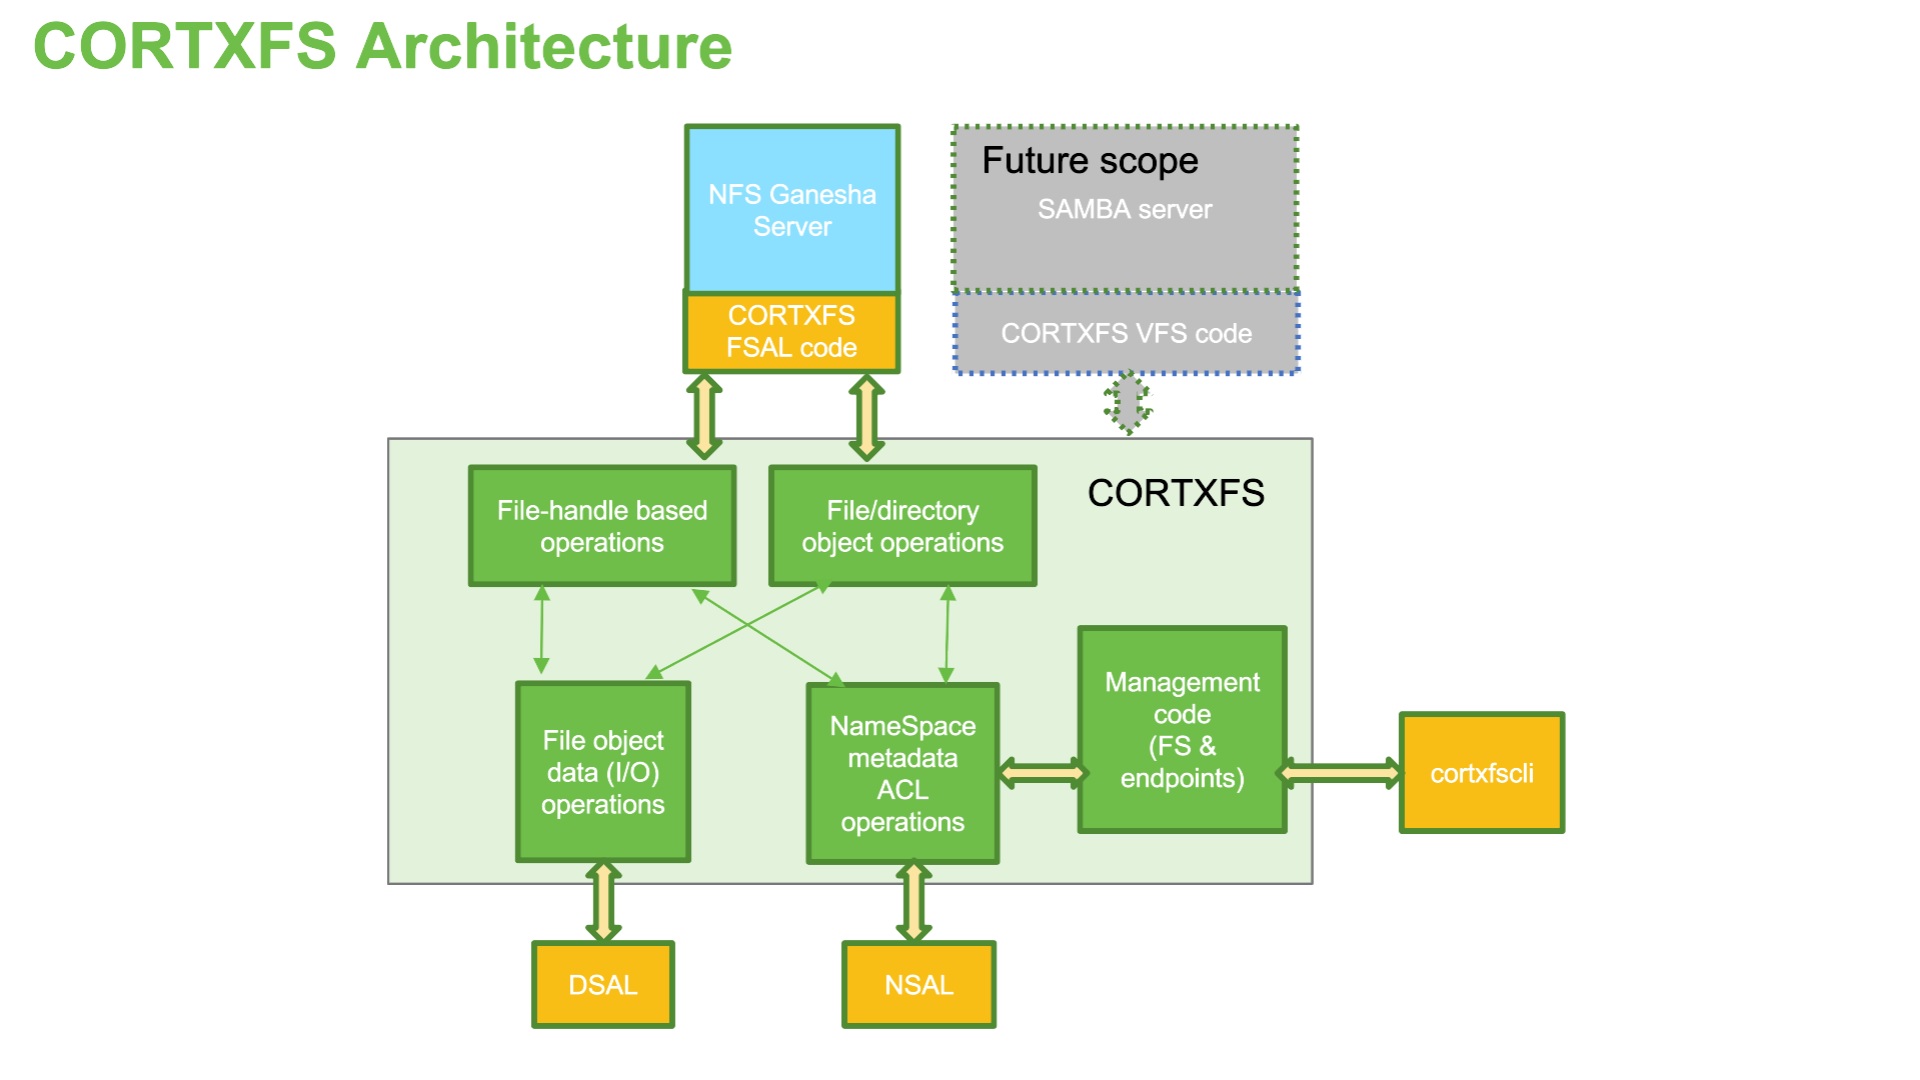 CORTXFS Architecture
NFS Ganesha
Server
CORTXFS
FSAL code
Future scope
SAMBA server
CORTXFS VFS code
CORTXFS
File-handle based
operations
File/directory
object operations
File object
data (I/O)
operations
NameSpace
metadata
ACL
operations
Management
code
(FS &
endpoints)
cortxfscli
DSAL
NSAL